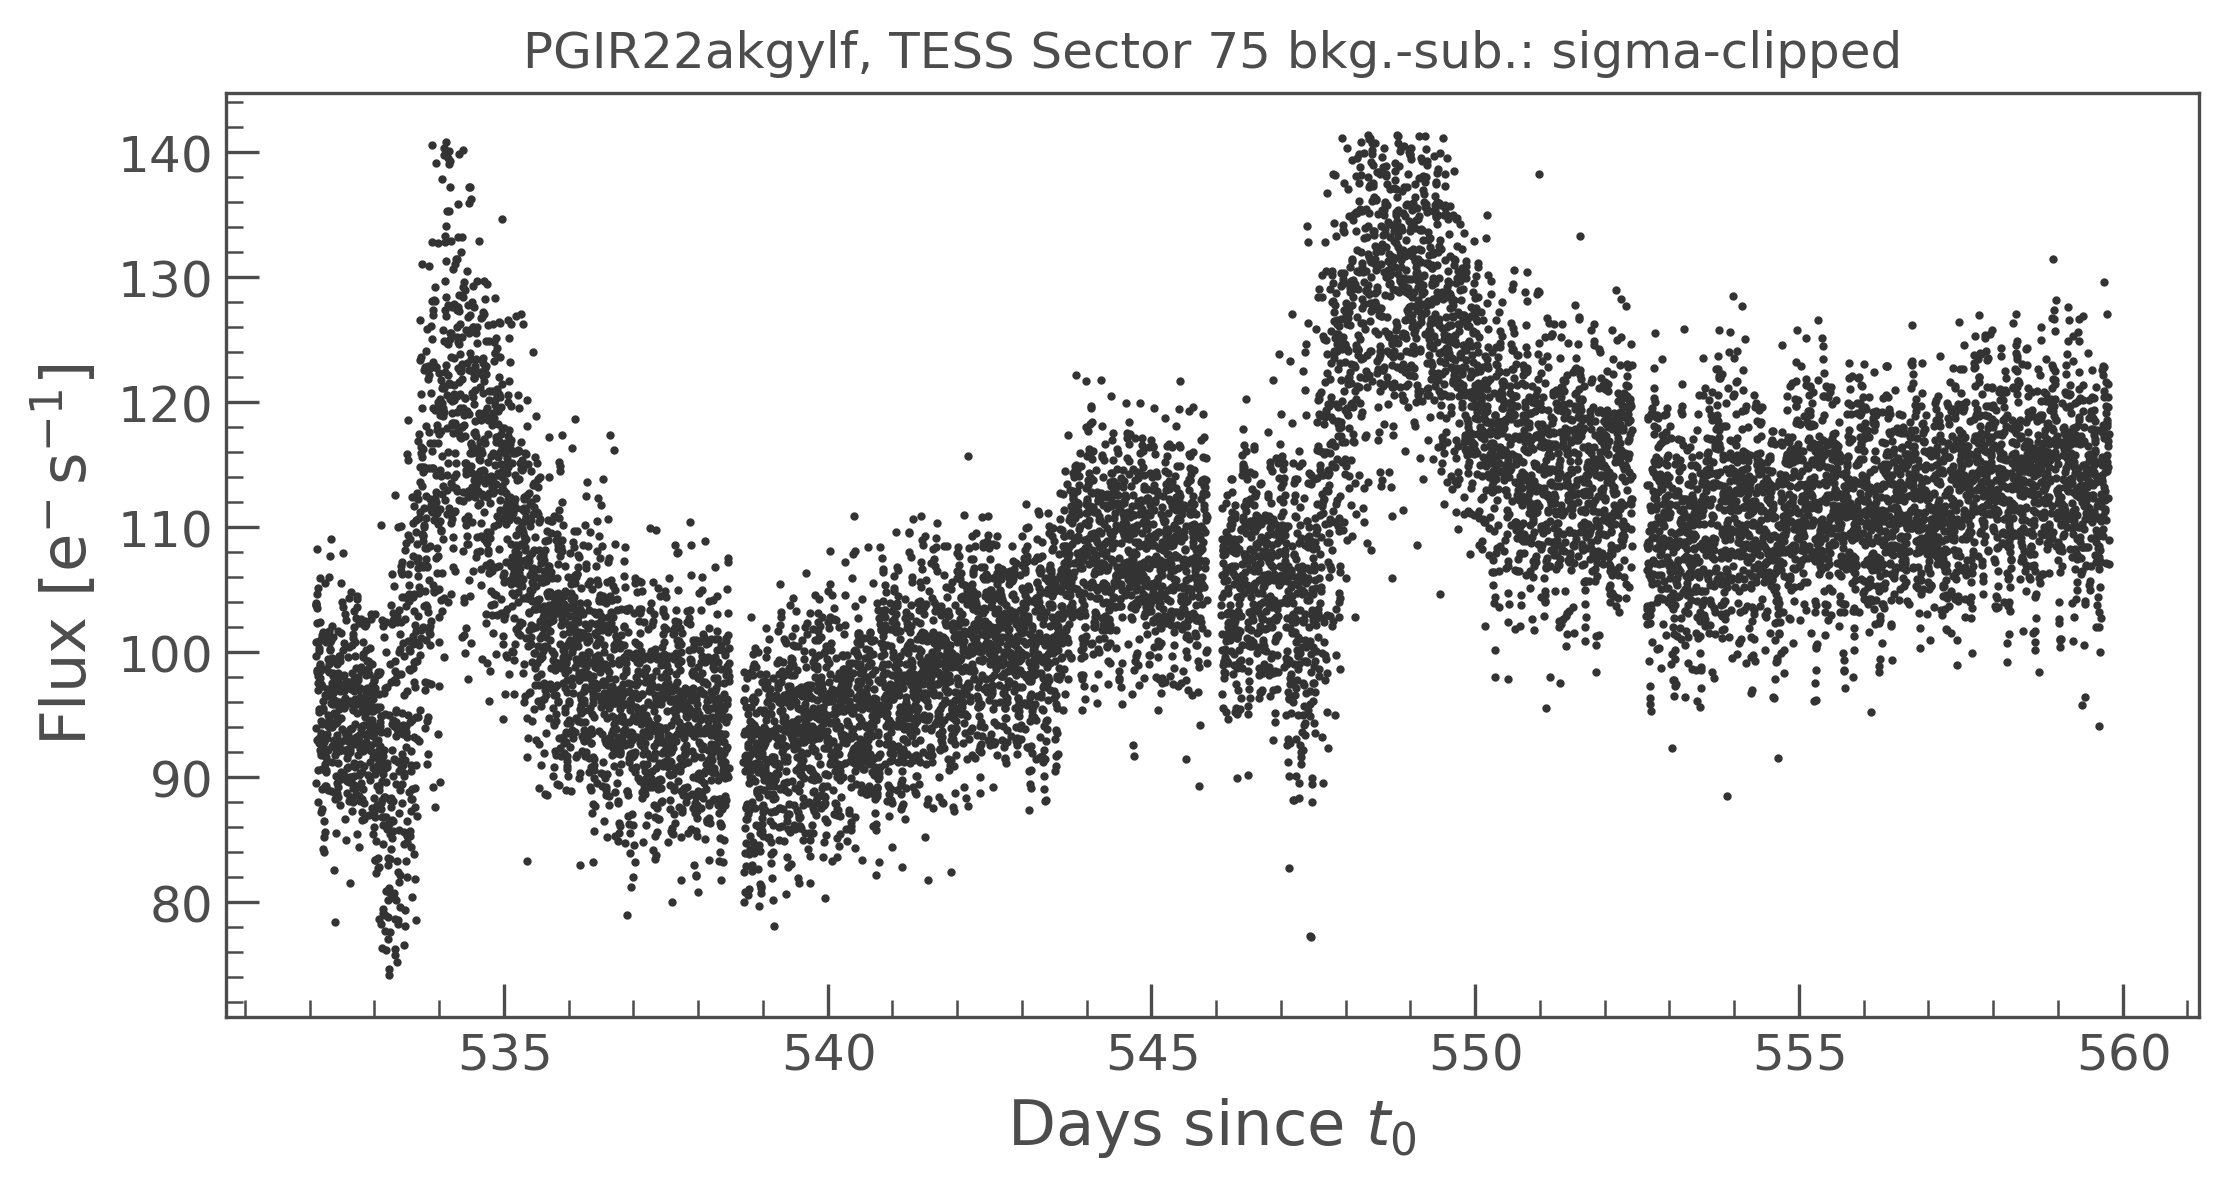 PGIR22akgylf, TESS Sector 75 bkg.-sub.: sigma-clipped
Flux [e⁻ s⁻¹]
140
130
120
110
100
90
80
535 540 545 550 555 560
Days since t₀